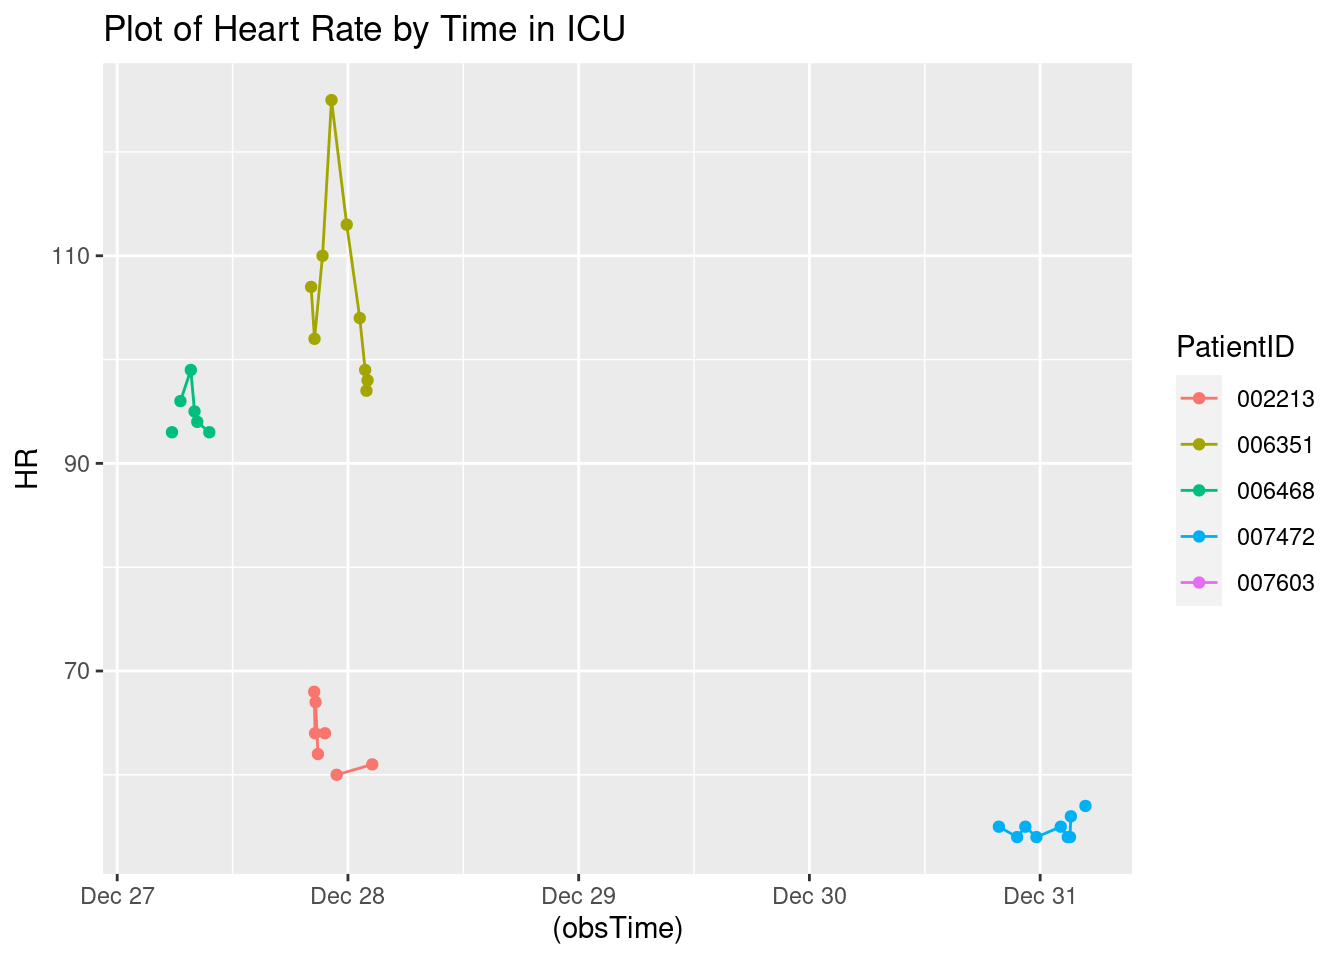 Plot of Heart Rate by Time in ICU
HR
110
90
70
Dec 27 Dec 28 Dec 29 Dec 30 Dec 31
(obsTime)
PatientID
002213
006351
006468
007472
007603